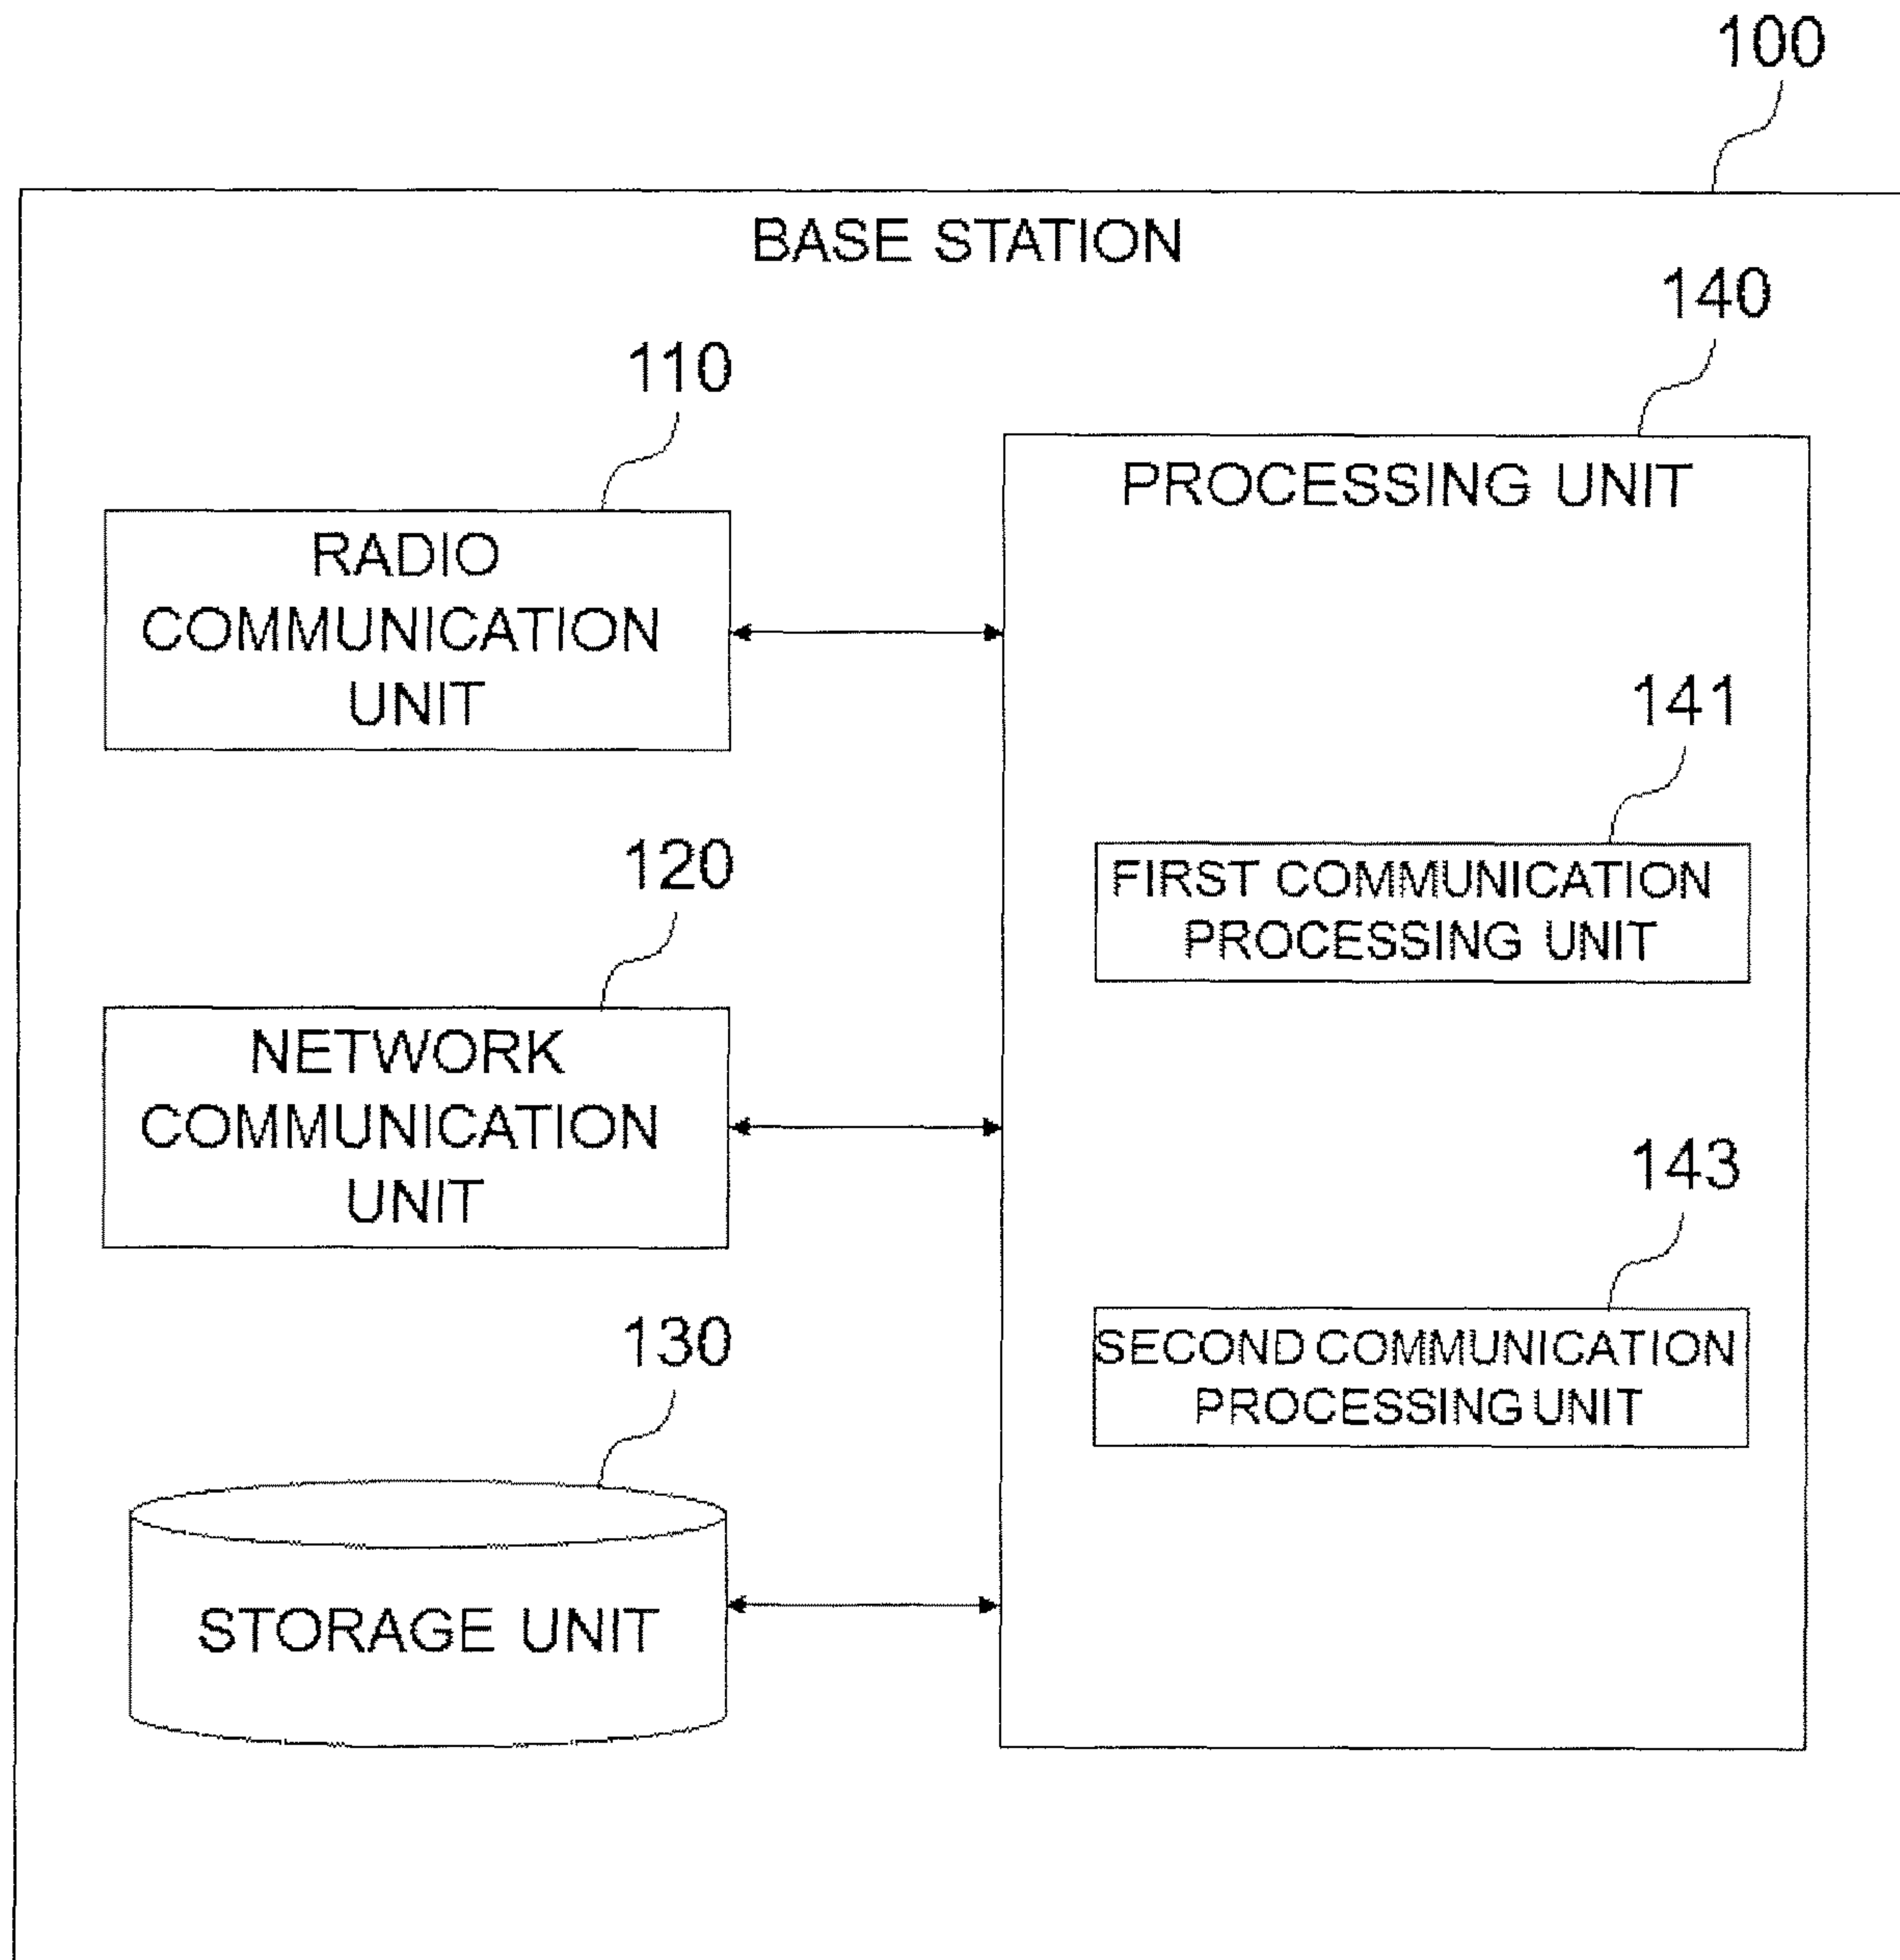 100
BASE STATION
140
110
PROCESSING UNIT
RADIO
COMMUNICATION
UNIT
141
FIRST COMMUNICATION
PROCESSING UNIT
120
NETWORK
COMMUNICATION
UNIT
143
SECOND COMMUNICATION
PROCESSING UNIT
130
STORAGE UNIT